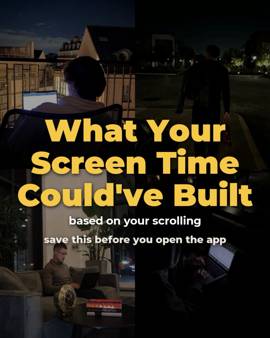 What Your
Screen Time
Could've Built
based on your scrolling
save this before you open the app